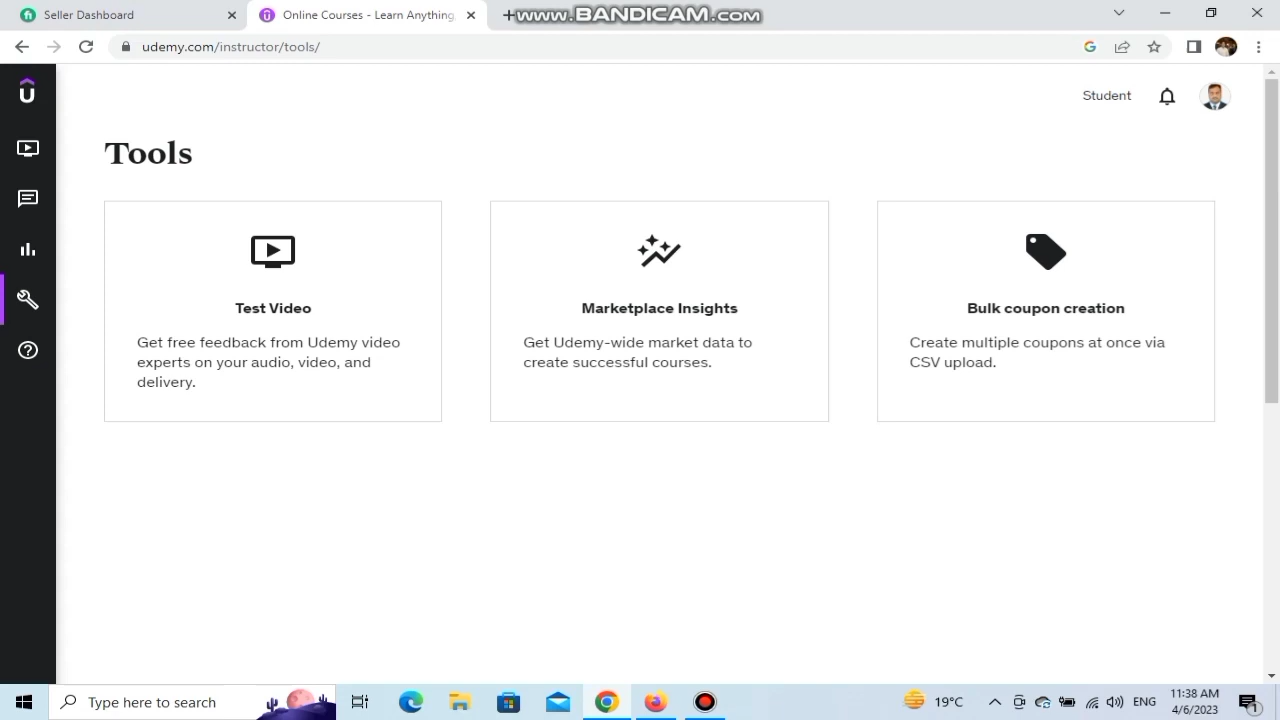 Seller Dashboard
Online Courses - Learn Anything,
www.BANDICAM.com
udemy.com/instructor/tools/
Student
Tools
Test Video
Get free feedback from Udemy video
experts on your audio, video, and
delivery.
Marketplace Insights
Get Udemy-wide market data to
create successful courses.
Bulk coupon creation
Create multiple coupons at once via
CSV upload.
Type here to search
19°C
ENG
11:38 AM
4/6/2023
1